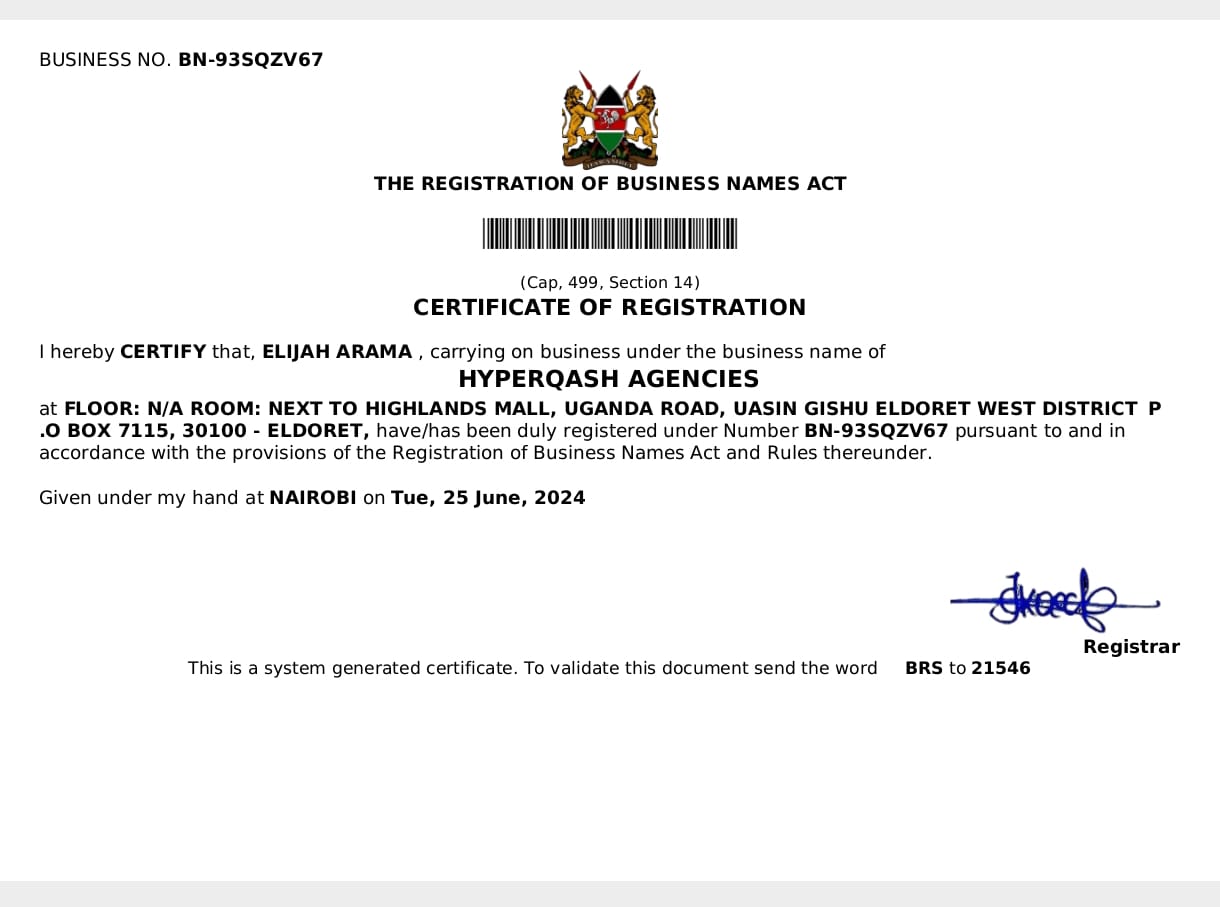 BUSINESS NO. BN-93SQZV67
THE REGISTRATION OF BUSINESS NAMES ACT
(Cap, 499, Section 14)
CERTIFICATE OF REGISTRATION
I hereby CERTIFY that, ELIJAH ARAMA , carrying on business under the business name of
HYPERQASH AGENCIES
at FLOOR: N/A ROOM: NEXT TO HIGHLANDS MALL, UGANDA ROAD, UASIN GISHU ELDORET WEST DISTRICT P
.O BOX 7115, 30100 - ELDORET, have/has been duly registered under Number BN-93SQZV67 pursuant to and in
accordance with the provisions of the Registration of Business Names Act and Rules thereunder.
Given under my hand at NAIROBI on Tue, 25 June, 2024
Registrar
This is a system generated certificate. To validate this document send the word BRS to 21546